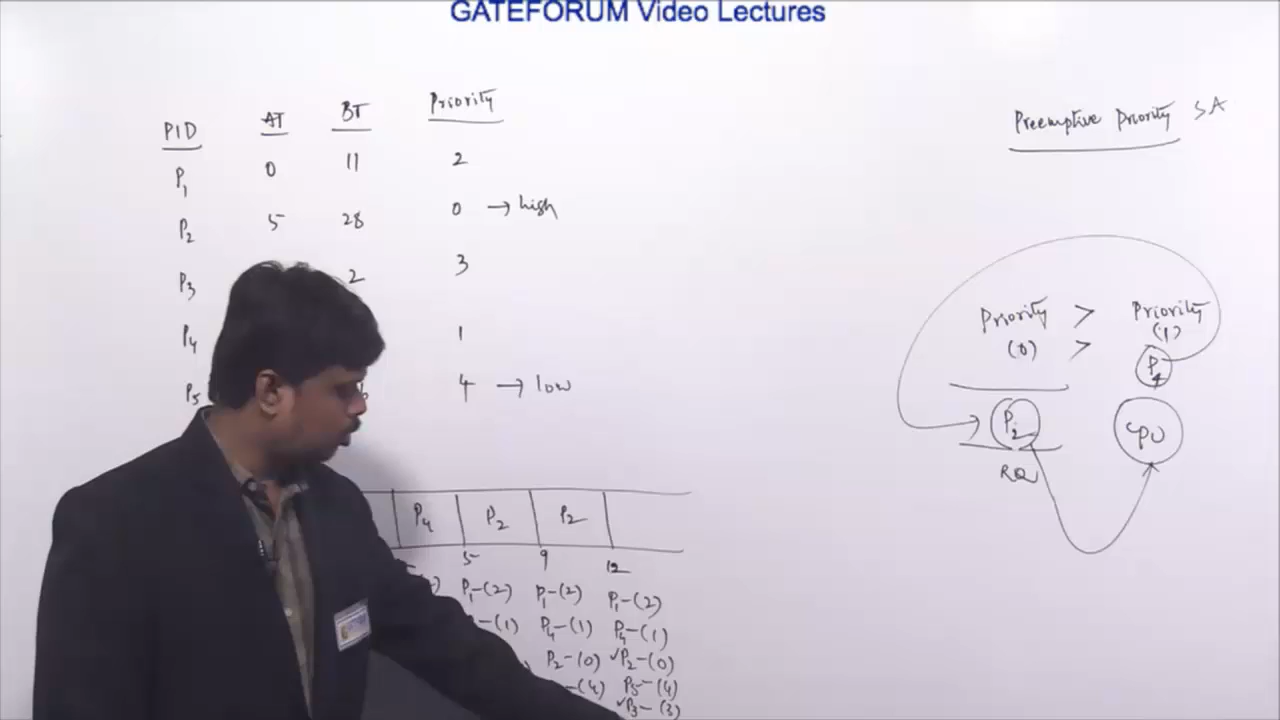 GATEFORUM Video Lectures
PID AT BT Priority
P1 0 11 2
P2 5 28 0 → high
P3 2 3
P4 1
P5 4 → low
P4 P2 P2
5 9 12
P1-(2) P1-(2) P1-(2)
-(1) P4-(1) P4-(1)
P2-(0) ✓P2-(0)
-(4) P5-(4)
✓P3-(3)
Preemptive Priority SA
Priority > Priority
(1)
(0) >
P4
P2 CPU
RQ